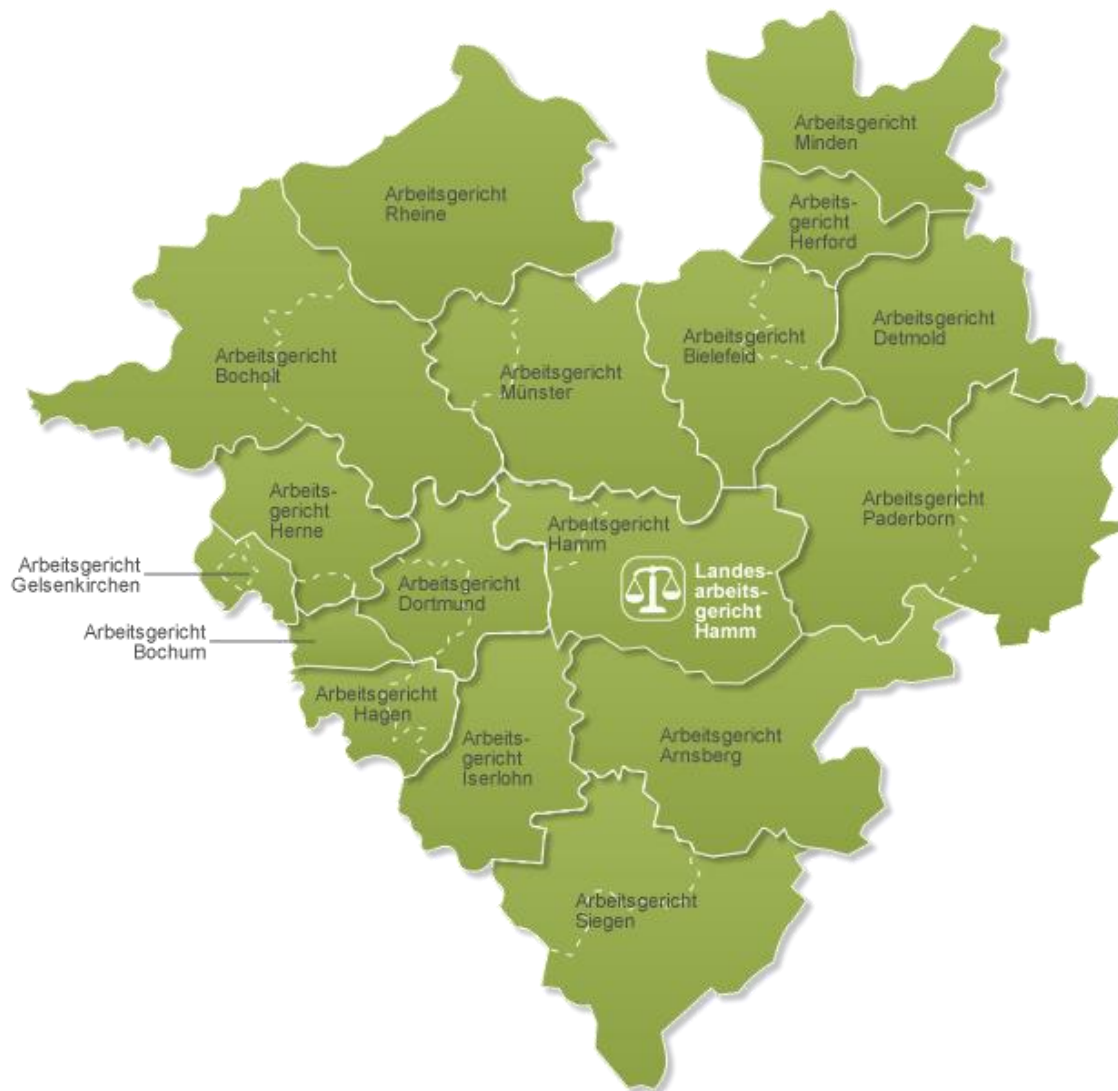 Arbeitsgericht
Minden
Arbeitsgericht
Rheine
Arbeits-
gericht
Herford
Arbeitsgericht
Detmold
Arbeitsgericht
Bielefeld
Arbeitsgericht
Bocholt
Arbeitsgericht
Münster
Arbeits-
gericht
Herne
Arbeitsgericht
Paderborn
Arbeitsgericht
Hamm
Arbeitsgericht
Gelsenkirchen
Arbeitsgericht
Dortmund
Landes-
arbeits-
gericht
Hamm
Arbeitsgericht
Bochum
Arbeitsgericht
Hagen
Arbeits-
gericht
Iserlohn
Arbeitsgericht
Arnsberg
Arbeitsgericht
Siegen